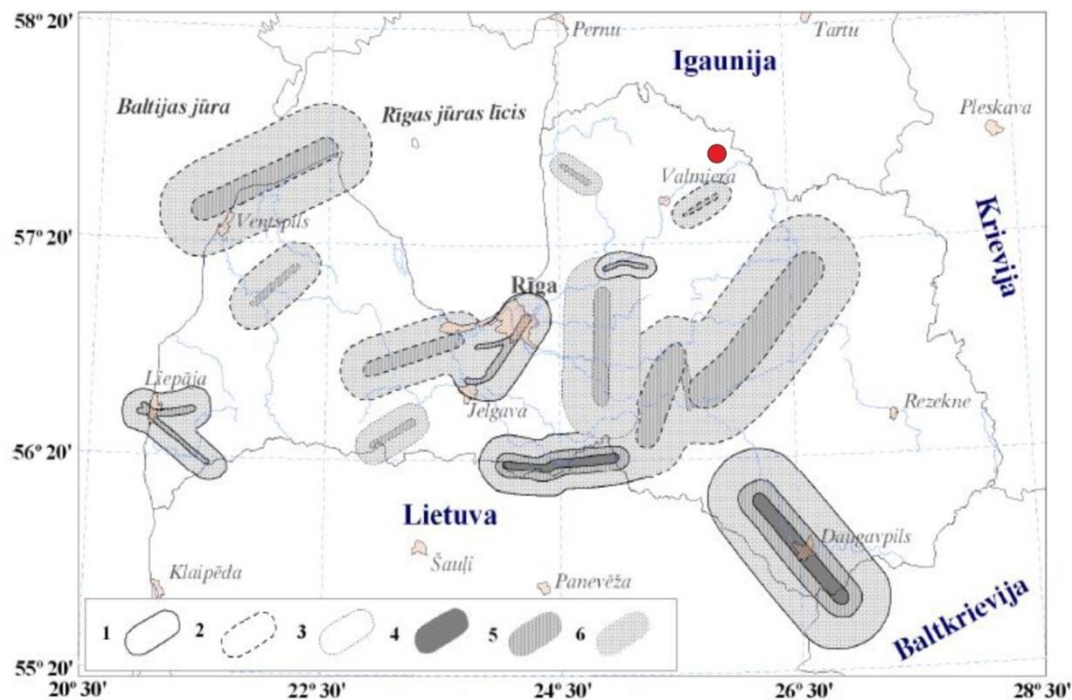 58° 20'
Pernu
Tartu
Igaunija
Baltijas jūra
Rīgas jūras līcis
Pleskava
Valmiera
Krievija
Ventspils
57° 20'
Rīga
Liepāja
Jelgava
Rezekne
56° 20'
Lietuva
Daugavpils
Šauļi
Klaipēda
Panevēža
Baltkrievija
1 2 3 4 5 6
55° 20'
20° 30' 22° 30' 24° 30' 26° 30' 28° 30'